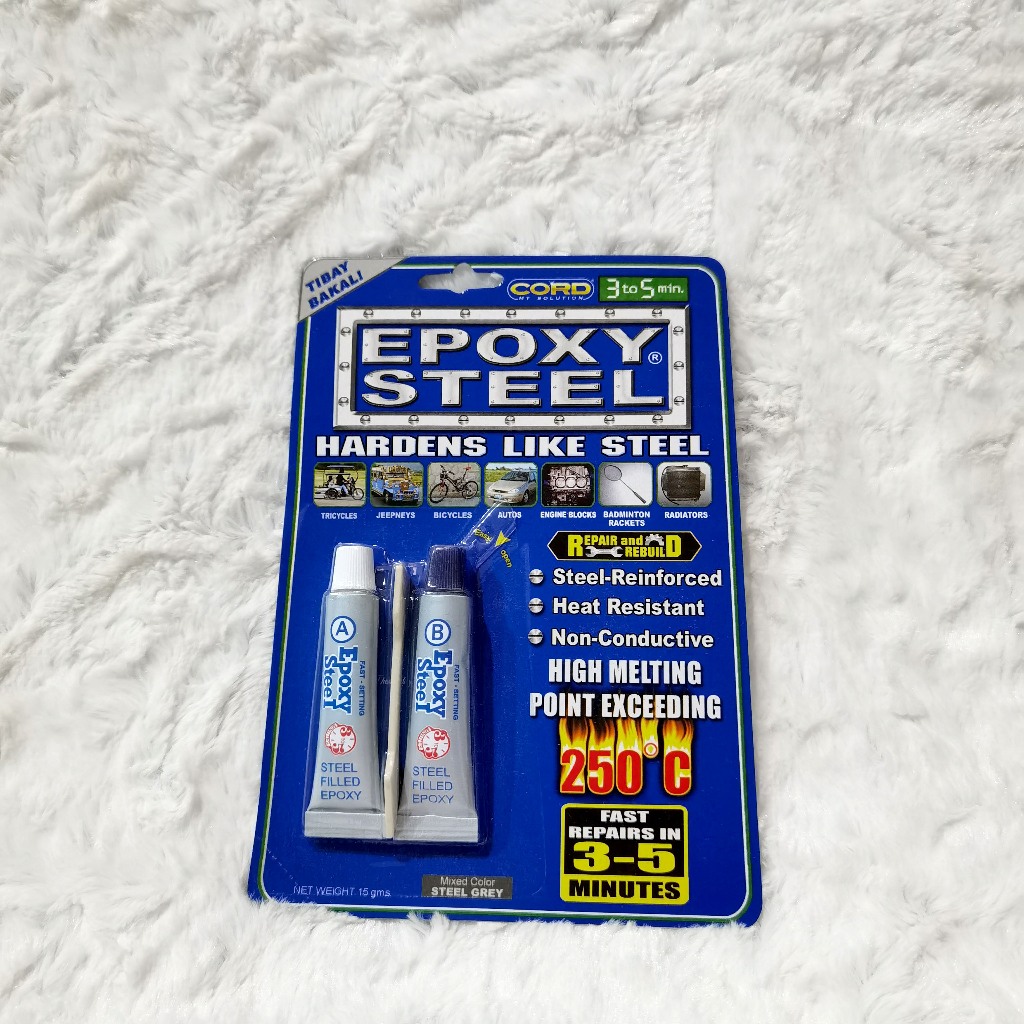 TIBAY
BAKAL!
CORD
MY SOLUTION
3 to 5 min.
EPOXY
STEEL®
HARDENS LIKE STEEL
TRICYCLES
JEEPNEYS
BICYCLES
AUTOS
ENGINE BLOCKS
BADMINTON
RACKETS
RADIATORS
open
REPAIR and
REBUILD
Steel-Reinforced
Heat Resistant
Non-Conductive
HIGH MELTING
POINT EXCEEDING
250°C
FAST
REPAIRS IN
3-5
MINUTES
A
FAST - SETTING
Epoxy
Steel
STEEL
FILLED
EPOXY
B
FAST - SETTING
Epoxy
Steel
STEEL
FILLED
EPOXY
NET WEIGHT 15 gms.
Mixed Color
STEEL GREY